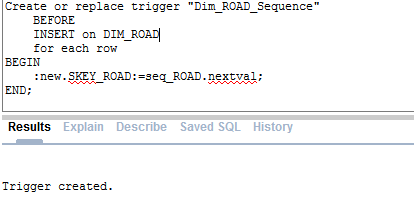 Create or replace trigger "Dim_ROAD_Sequence"
BEFORE
INSERT on DIM_ROAD
for each row
BEGIN
:new.SKEY_ROAD:=seq_ROAD.nextval;
END;
Results Explain Describe Saved SQL History
Trigger created.